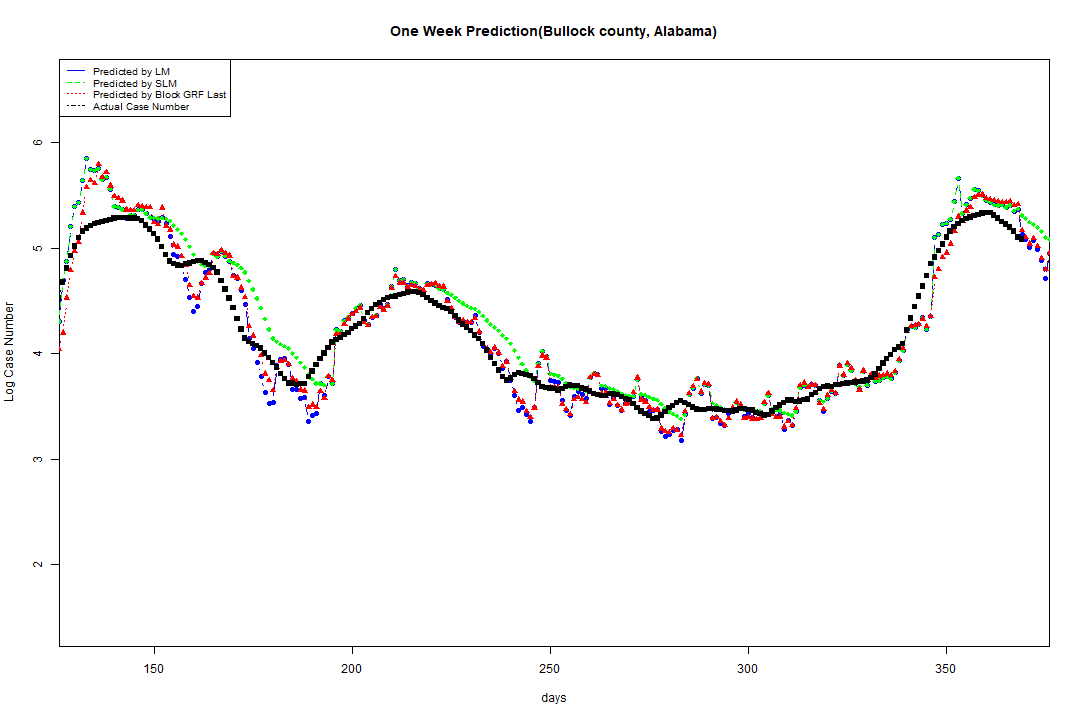 One Week Prediction(Bullock county, Alabama)
Predicted by LM
Predicted by SLM
Predicted by Block GRF Last
Actual Case Number
6
5
4
3
2
Log Case Number
150 200 250 300 350
days